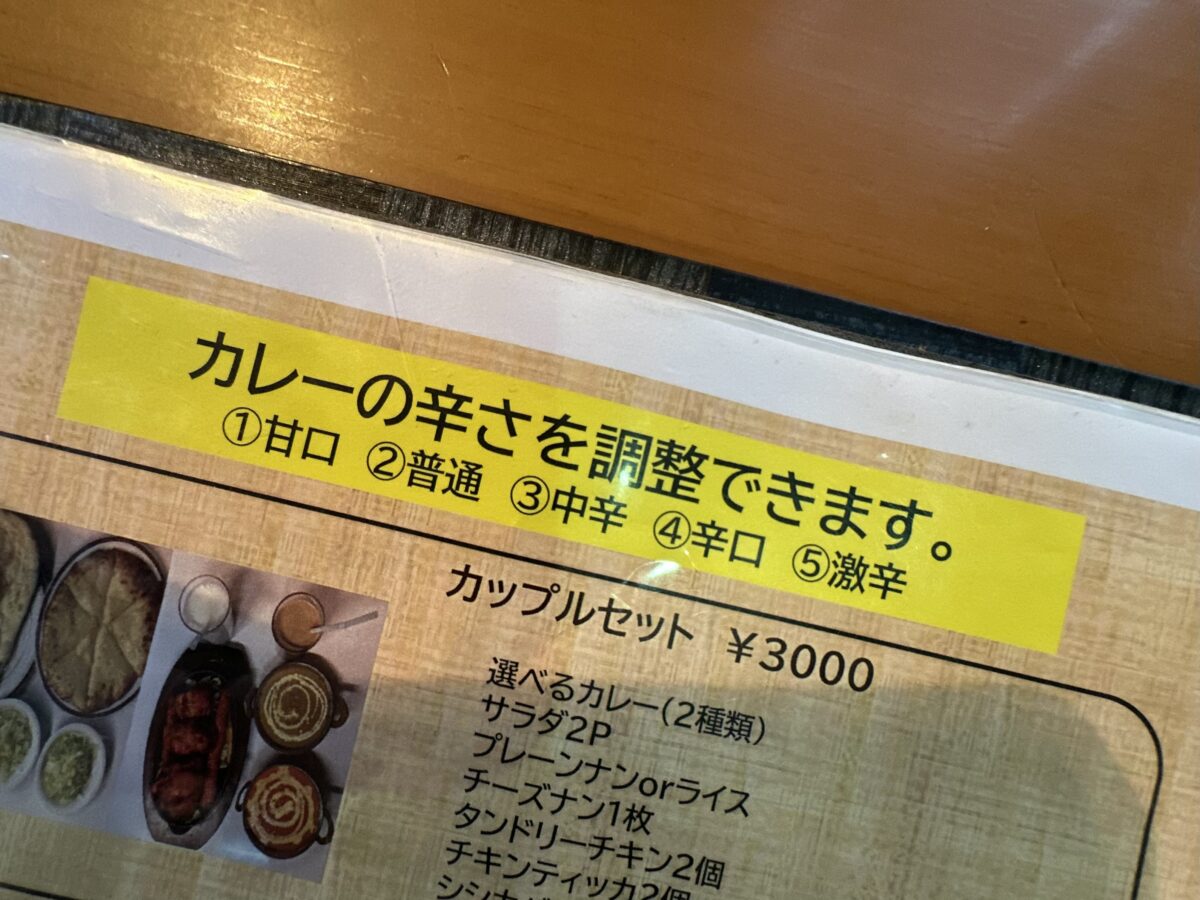 カレーの辛さを調整できます。
①甘口 ②普通 ③中辛 ④辛口 ⑤激辛
カップルセット ￥3000
選べるカレー(2種類)
サラダ2P
プレーンナンorライス
チーズナン1枚
タンドリーチキン2個
チキンティッカ2個